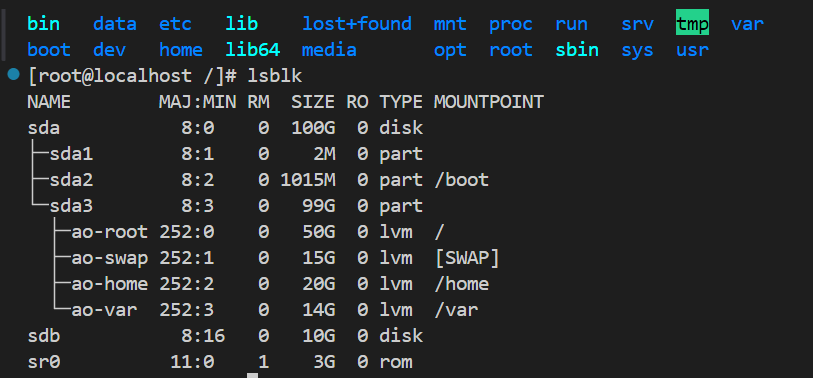 bin data etc lib lost+found mnt proc run srv tmp var
boot dev home lib64 media opt root sbin sys usr
[root@localhost /]# lsblk
NAME MAJ:MIN RM SIZE RO TYPE MOUNTPOINT
sda 8:0 0 100G 0 disk
├─sda1 8:1 0 2M 0 part
├─sda2 8:2 0 1015M 0 part /boot
└─sda3 8:3 0 99G 0 part
├─ao-root 252:0 0 50G 0 lvm /
├─ao-swap 252:1 0 15G 0 lvm [SWAP]
├─ao-home 252:2 0 20G 0 lvm /home
└─ao-var 252:3 0 14G 0 lvm /var
sdb 8:16 0 10G 0 disk
sr0 11:0 1 3G 0 rom